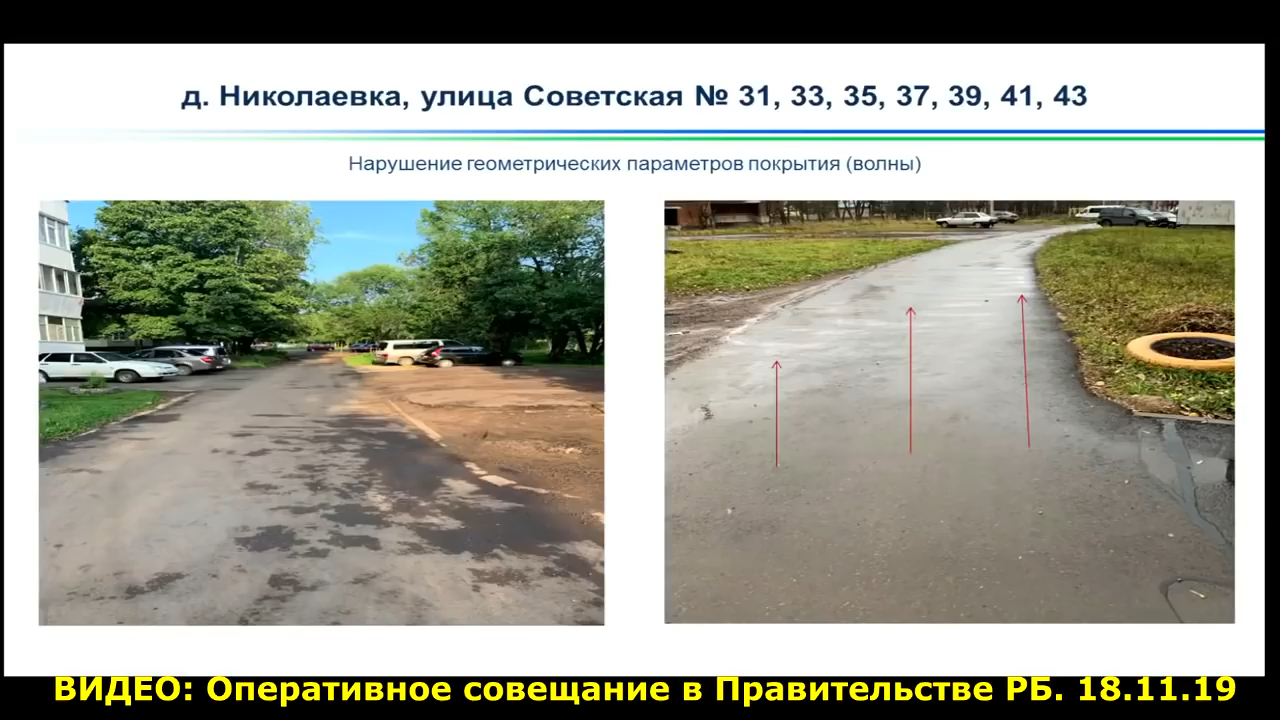 д. Николаевка, улица Советская № 31, 33, 35, 37, 39, 41, 43
Нарушение геометрических параметров покрытия (волны)
ВИДЕО: Оперативное совещание в Правительстве РБ. 18.11.19